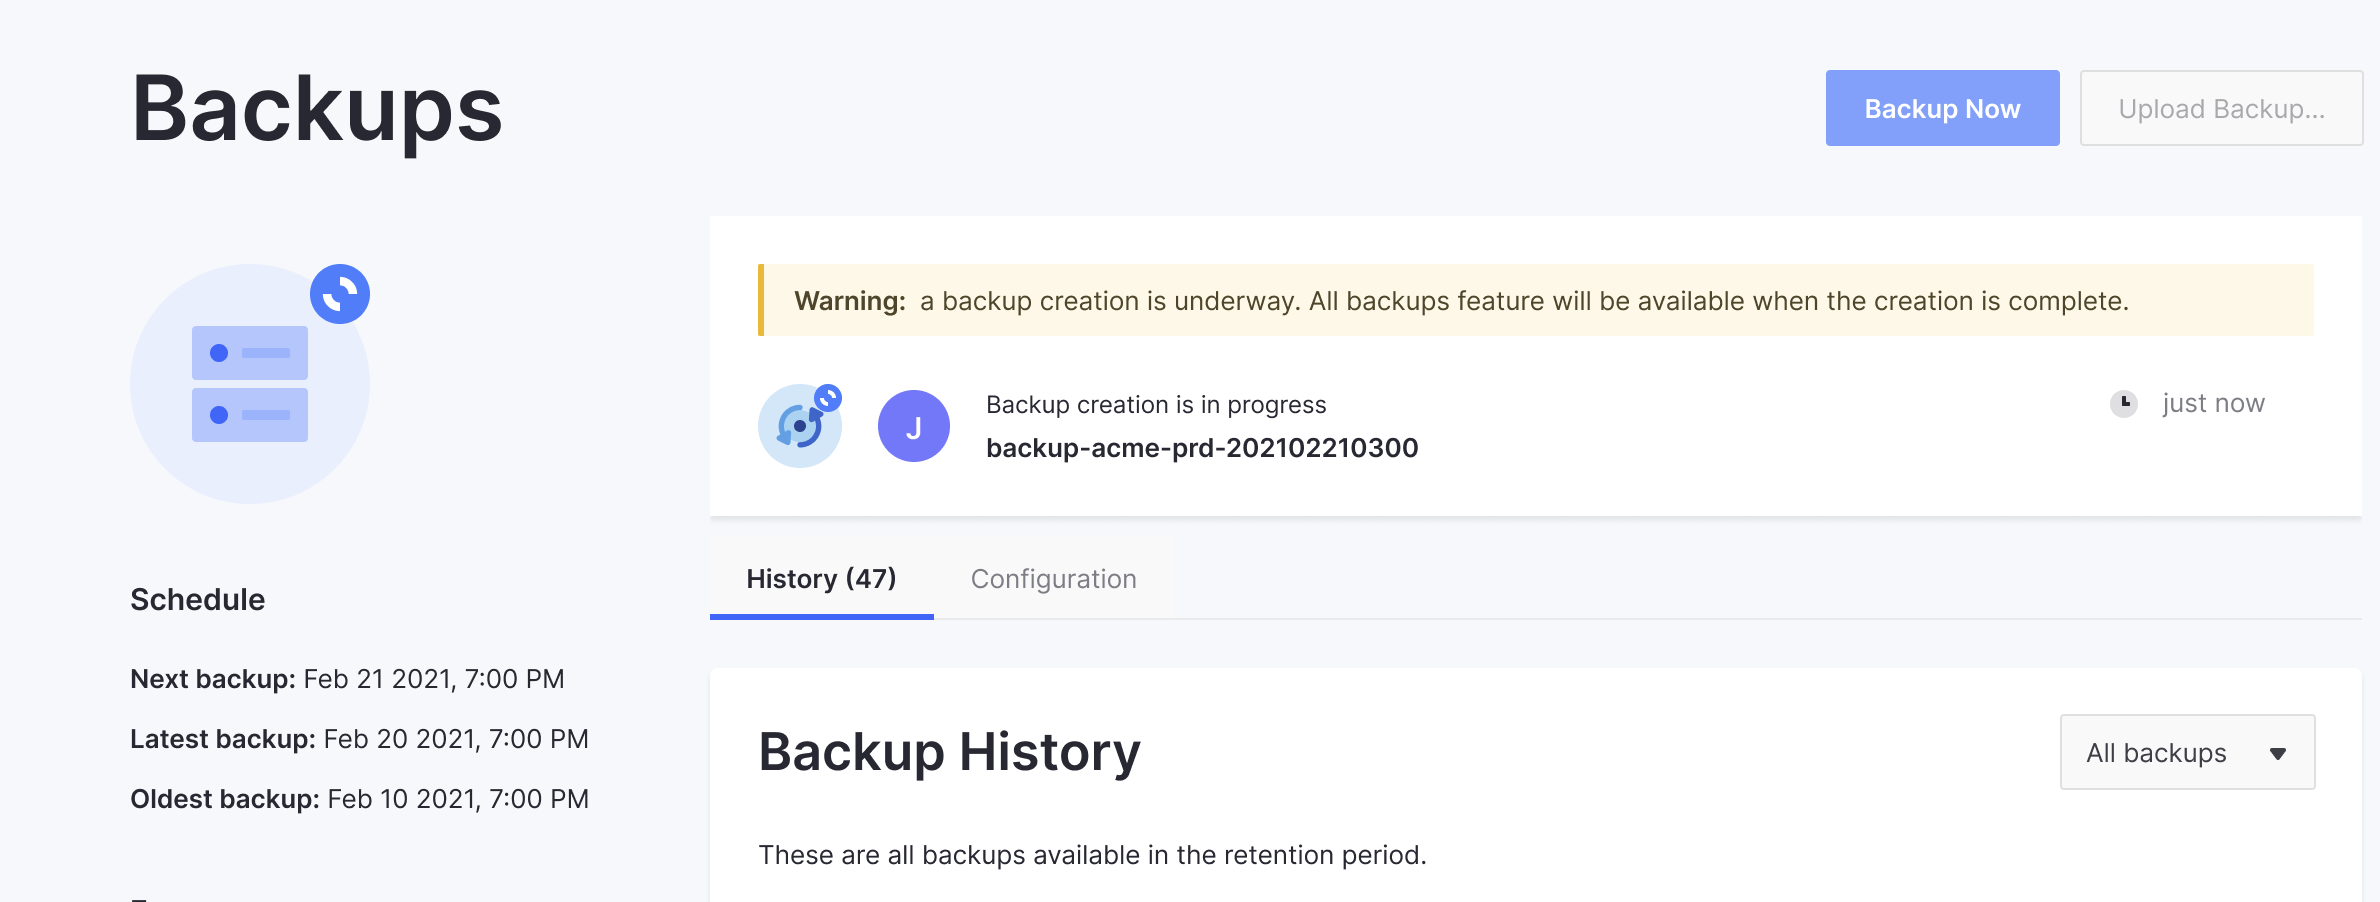 Backups
Backup Now
Upload Backup...
Warning: a backup creation is underway. All backups feature will be available when the creation is complete.
J
Backup creation is in progress
backup-acme-prd-202102210300
just now
History (47)
Configuration
Schedule
Next backup: Feb 21 2021, 7:00 PM
Latest backup: Feb 20 2021, 7:00 PM
Oldest backup: Feb 10 2021, 7:00 PM
Backup History
All backups
These are all backups available in the retention period.